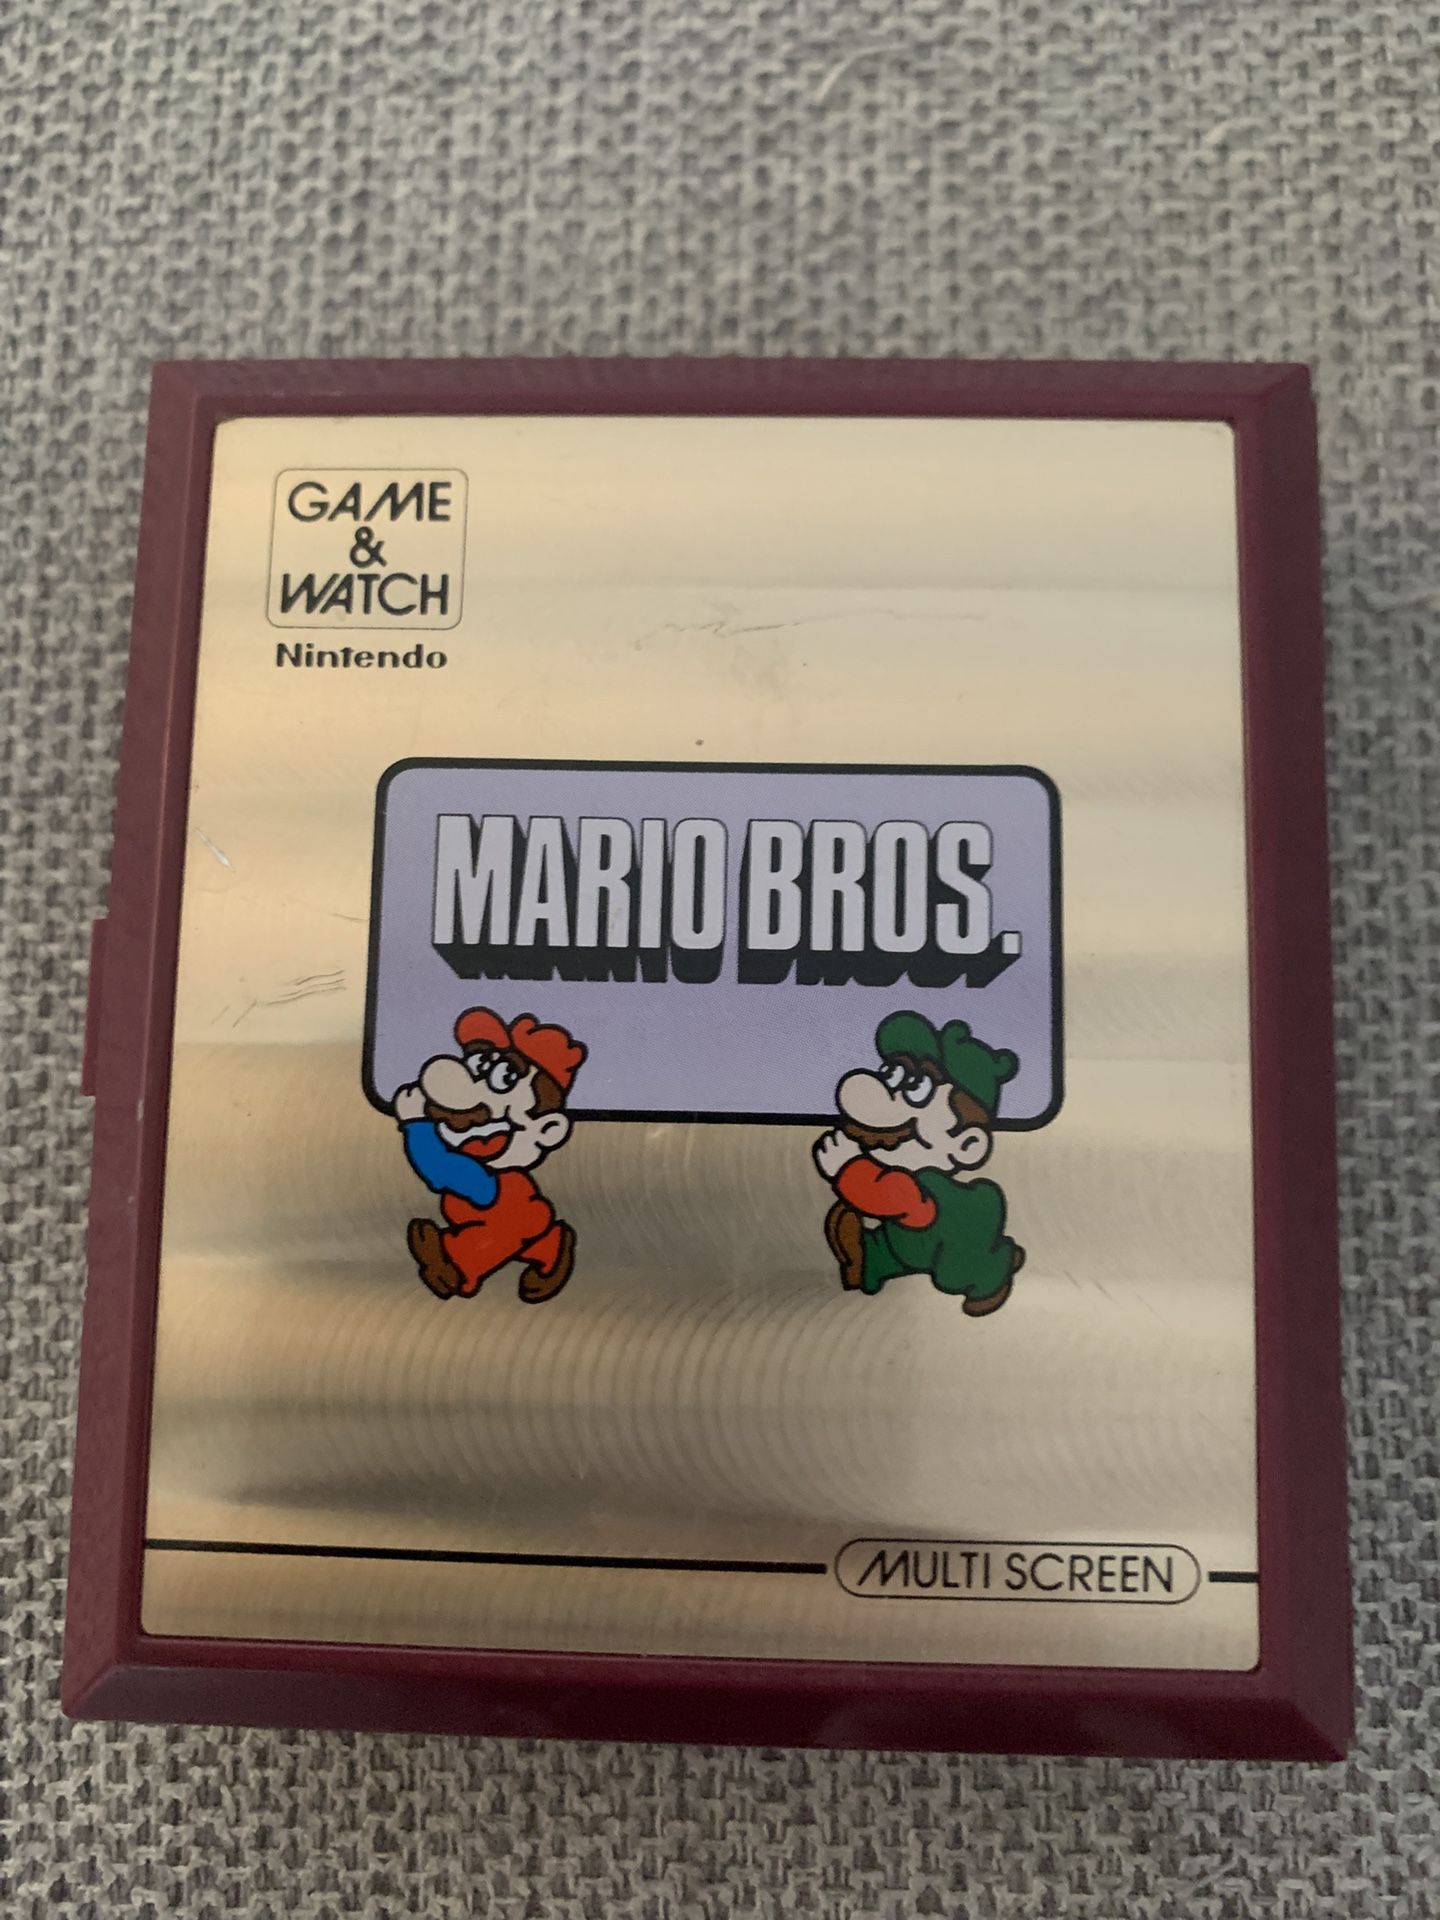 GAME
&
WATCH
Nintendo
MARIO BROS.
MULTI SCREEN